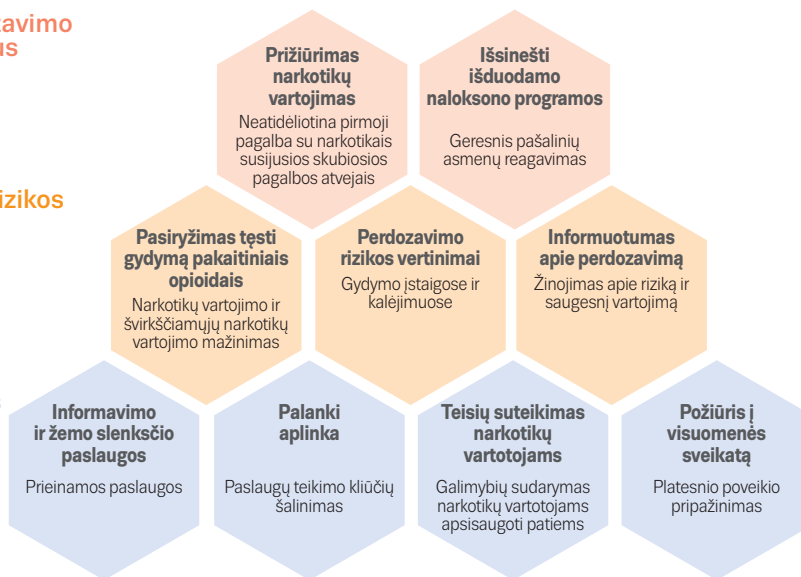 avimo
us
Prižiūrimas
narkotikų
vartojimas
Neatidėliotina pirmoji
pagalba su narkotikais
susijusios skubiosios
pagalbos atvejais
Išsinešti
išduodamo
naloksono programos
Geresnis pašalinių
asmenų reagavimas
izikos
Pasiryžimas tęsti
gydymą pakaitiniais
opioidais
Narkotikų vartojimo ir
švirkščiamųjų narkotikų
vartojimo mažinimas
Perdozavimo
rizikos vertinimai
Gydymo įstaigose ir
kalėjimuose
Informuotumas
apie perdozavimą
Žinojimas apie riziką ir
saugesnį vartojimą
Informavimo
ir žemo slenksčio
paslaugos
Prieinamos paslaugos
Palanki
aplinka
Paslaugų teikimo kliūčių
šalinimas
Teisių suteikimas
narkotikų
vartotojams
Galimybių sudarymas
narkotikų vartotojams
apsisaugoti patiems
Požiūris į
visuomenės
sveikatą
Platesnio poveikio
pripažinimas